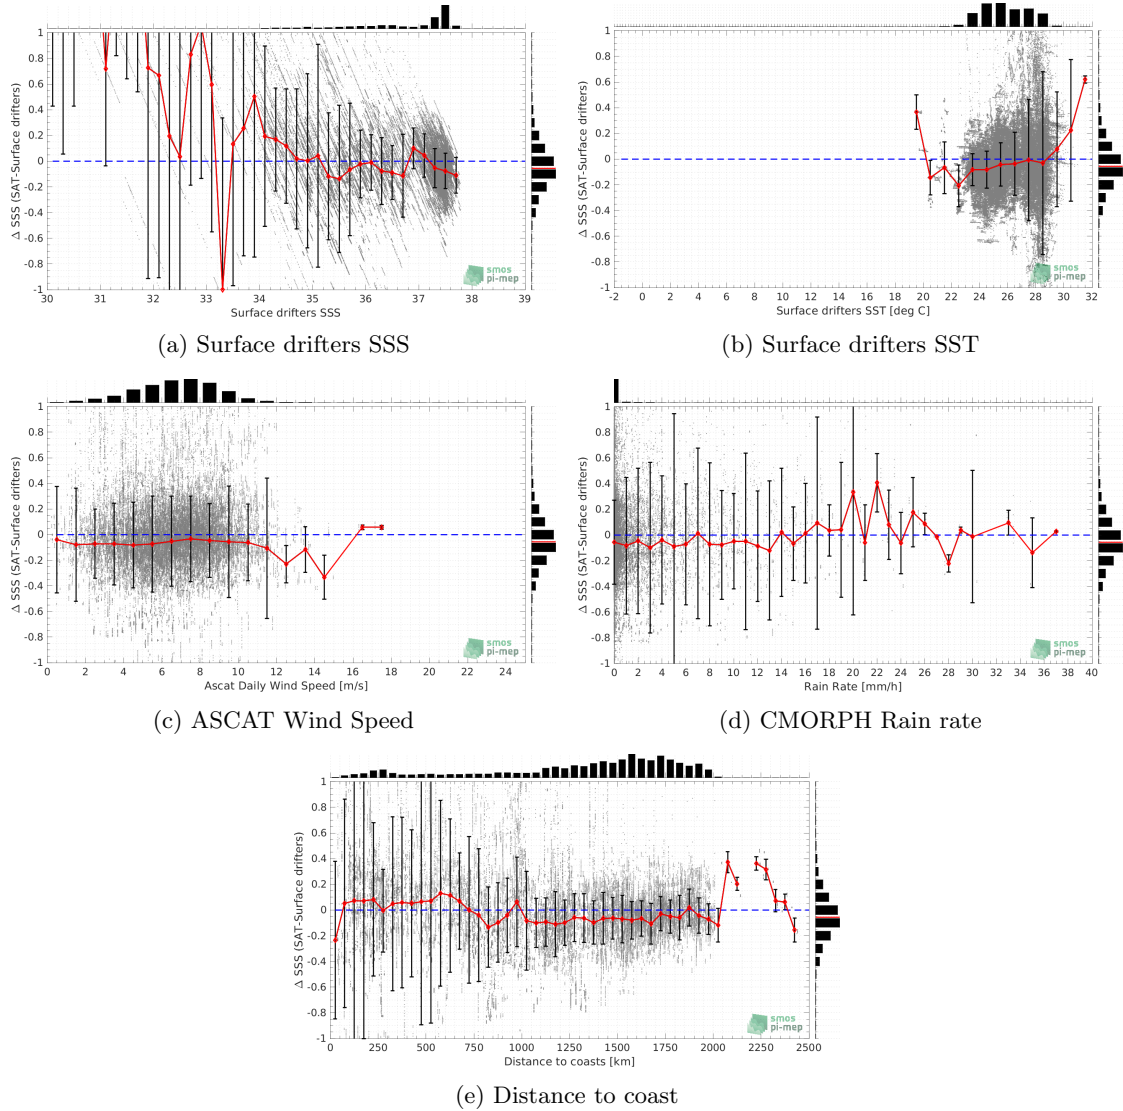 1
0.8
0.6
0.4
0.2
0
-0.2
-0.4
-0.6
-0.8
-1
Δ SSS (SAT-Surface drifters)
30 31 32 33 34 35 36 37 38 39
Surface drifters SSS
smos
pi-mep
(a) Surface drifters SSS
1
0.8
0.6
0.4
0.2
0
-0.2
-0.4
-0.6
-0.8
-1
Δ SSS (SAT-Surface drifters)
-2 0 2 4 6 8 10 12 14 16 18 20 22 24 26 28 30 32
Surface drifters SST [deg C]
smos
pi-mep
(b) Surface drifters SST
1
0.8
0.6
0.4
0.2
0
-0.2
-0.4
-0.6
-0.8
-1
Δ SSS (SAT-Surface drifters)
0 2 4 6 8 10 12 14 16 18 20 22 24
Ascat Daily Wind Speed [m/s]
smos
pi-mep
(c) ASCAT Wind Speed
1
0.8
0.6
0.4
0.2
0
-0.2
-0.4
-0.6
-0.8
-1
Δ SSS (SAT-Surface drifters)
0 2 4 6 8 10 12 14 16 18 20 22 24 26 28 30 32 34 36 38 40
Rain Rate [mm/h]
smos
pi-mep
(d) CMORPH Rain rate
1
0.8
0.6
0.4
0.2
0
-0.2
-0.4
-0.6
-0.8
-1
Δ SSS (SAT-Surface drifters)
0 250 500 750 1000 1250 1500 1750 2000 2250 2500
Distance to coasts [km]
smos
pi-mep
(e) Distance to coast